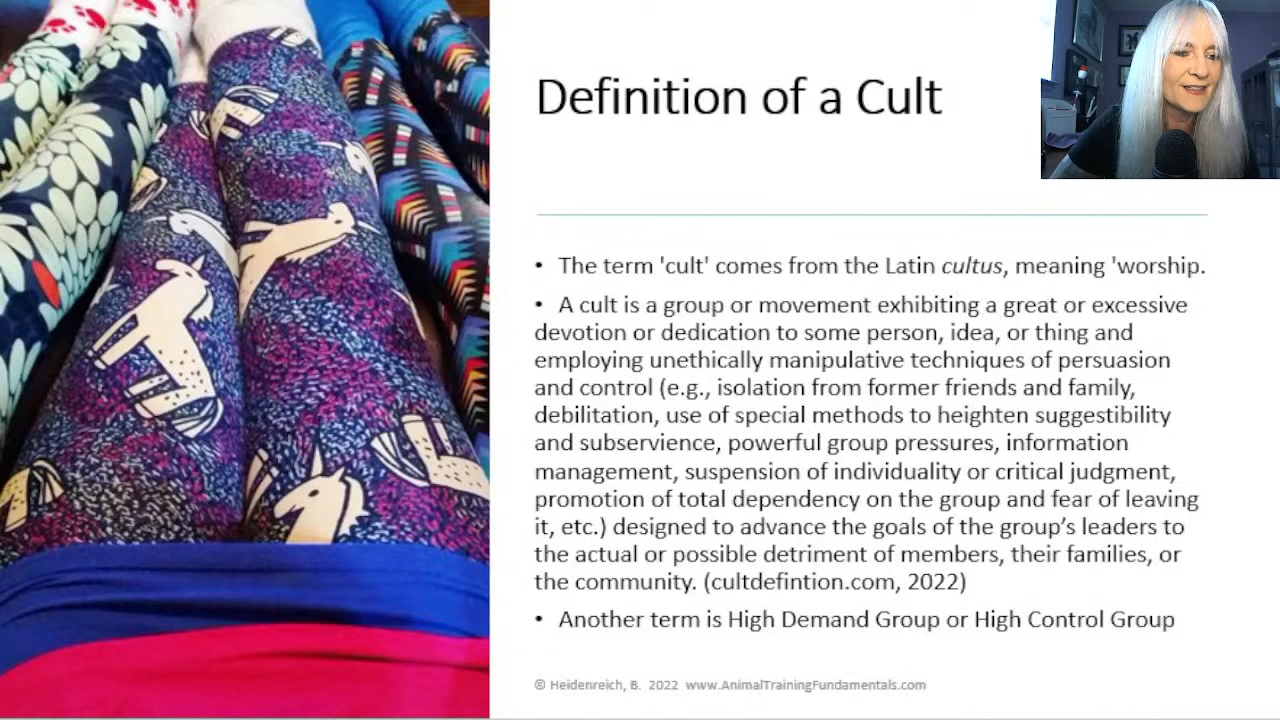 Definition of a Cult
• The term 'cult' comes from the Latin cultus, meaning 'worship.
• A cult is a group or movement exhibiting a great or excessive
devotion or dedication to some person, idea, or thing and
employing unethically manipulative techniques of persuasion
and control (e.g., isolation from former friends and family,
debilitation, use of special methods to heighten suggestibility
and subservience, powerful group pressures, information
management, suspension of individuality or critical judgment,
promotion of total dependency on the group and fear of leaving
it, etc.) designed to advance the goals of the group’s leaders to
the actual or possible detriment of members, their families, or
the community. (cultdefintion.com, 2022)
• Another term is High Demand Group or High Control Group
© Heidenreich, B. 2022 www.AnimalTrainingFundamentals.com